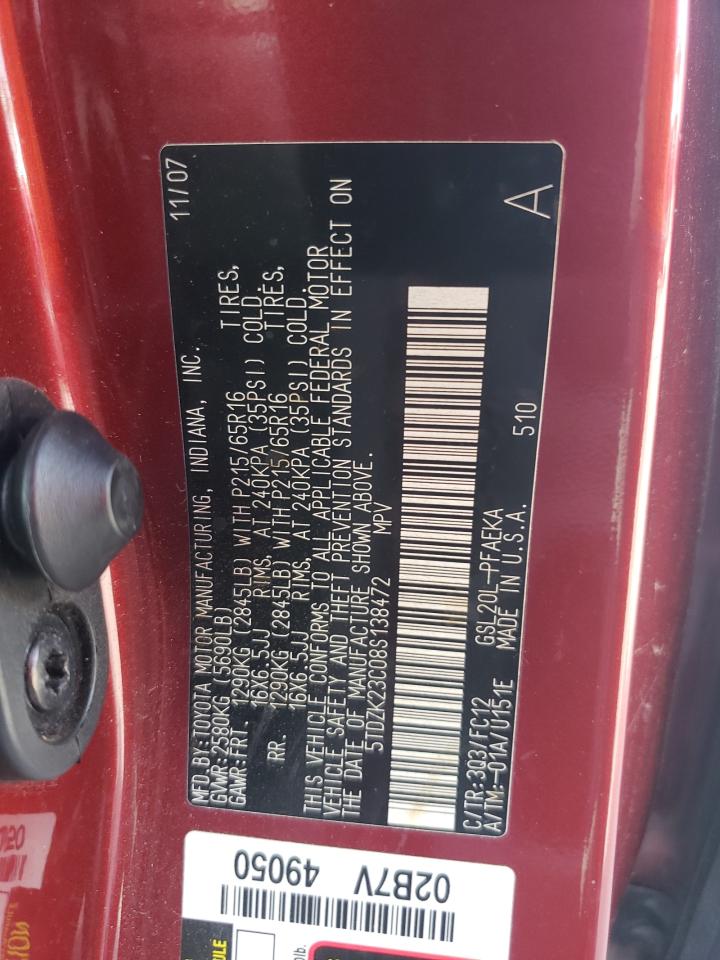 MFD.BY:TOYOTA MOTOR MANUFACTURING, INDIANA, INC. 11/07
GVWR:2580KG (5690LB)
GAWR:FRT. 1290KG (2845LB) WITH P215/65R16 TIRES,
16X6.5JJ RIMS, AT 240KPA (35PSI) COLD.
RR. 1290KG (2845LB) WITH P215/65R16 TIRES,
16X6.5JJ RIMS, AT 240KPA (35PSI) COLD.
THIS VEHICLE CONFORMS TO ALL APPLICABLE FEDERAL MOTOR
VEHICLE SAFETY AND THEFT PREVENTION STANDARDS IN EFFECT ON
THE DATE OF MANUFACTURE SHOWN ABOVE.
5TDZK23C08S138472 MPV
C/TR:3Q3/FC12 GSL20L-PFAEKA 510
A/TM:-01A/U151E MADE IN U.S.A. A
49050
02B7V